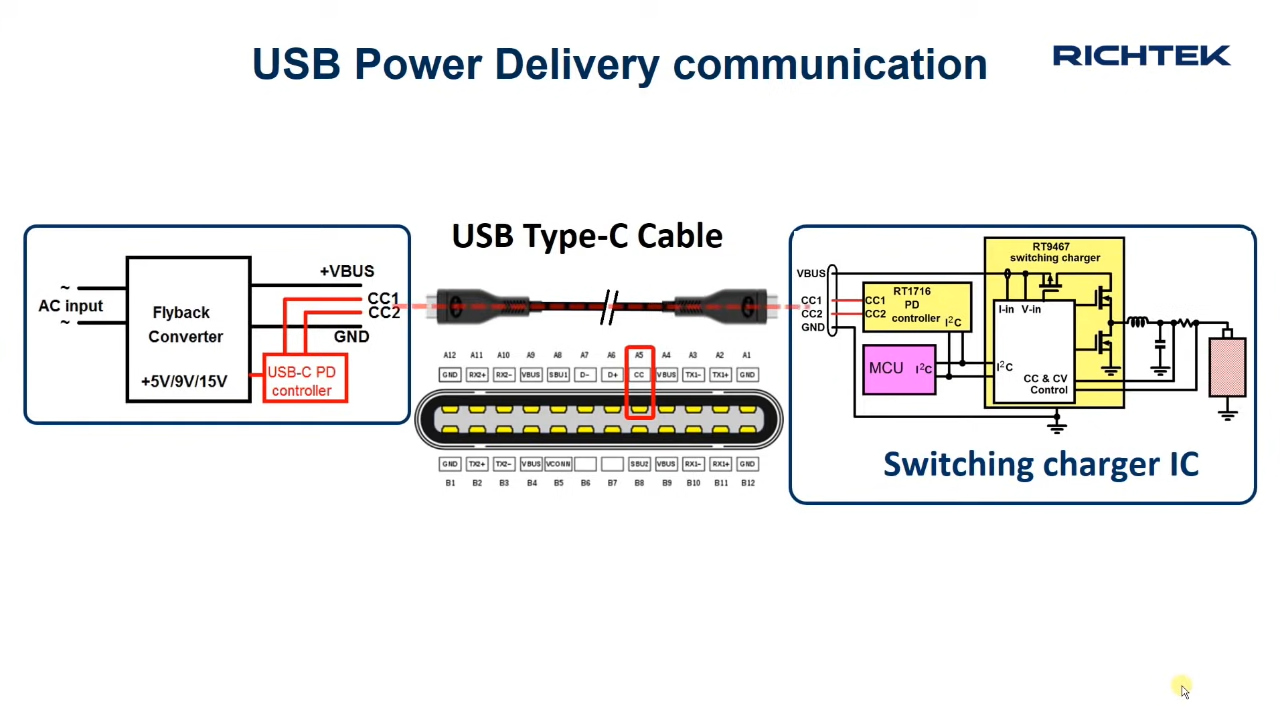 USB Power Delivery communication
RICHTEK
USB Type-C Cable
AC input
~
~
Flyback
Converter
+5V/9V/15V
+VBUS
CC1
CC2
GND
USB-C PD
controller
A12 A11 A10 A9 A8 A7 A6 A5 A4 A3 A2 A1
GND RX2+ RX2− VBUS SBU1 D− D+ CC VBUS TX1− TX1+ GND
GND TX2+ TX2− VBUS VCONN SBU2 VBUS RX1− RX1+ GND
B1 B2 B3 B4 B5 B6 B7 B8 B9 B10 B11 B12
VBUS
CC1
CC2
GND
RT1716
PD
controller
CC1
CC2
I²C
MCU
I²C
RT9467
switching charger
I-in V-in
I²C
CC & CV
Control
Switching charger IC